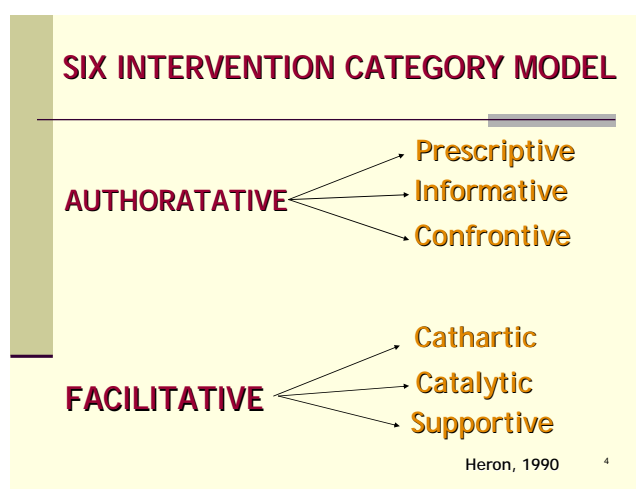 SIX INTERVENTION CATEGORY MODEL
Prescriptive
AUTHORATATIVE
Informative
Confrontive
Cathartic
FACILITATIVE
Catalytic
Supportive
Heron, 1990
4